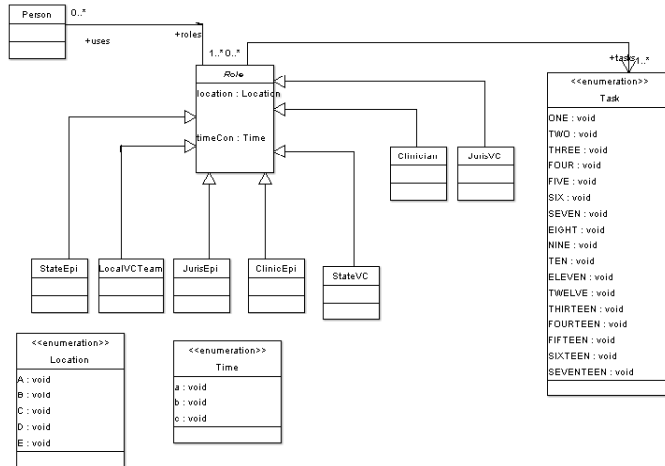 Person
0..*
+uses
+roles
1..* 0..*
+tasks
1..*
Role
location : Location
timeCon : Time
<<enumeration>>
Task
ONE : void
TWO : void
THREE : void
FOUR : void
FIVE : void
SIX : void
SEVEN : void
EIGHT : void
NINE : void
TEN : void
ELEVEN : void
TWELVE : void
THIRTEEN : void
FOURTEEN : void
FIFTEEN : void
SIXTEEN : void
SEVENTEEN : void
Clinician
JurisVC
StateEpi
LocalVCTeam
JurisEpi
ClinicEpi
StateVC
<<enumeration>>
Location
A : void
B : void
C : void
D : void
E : void
<<enumeration>>
Time
a : void
b : void
c : void